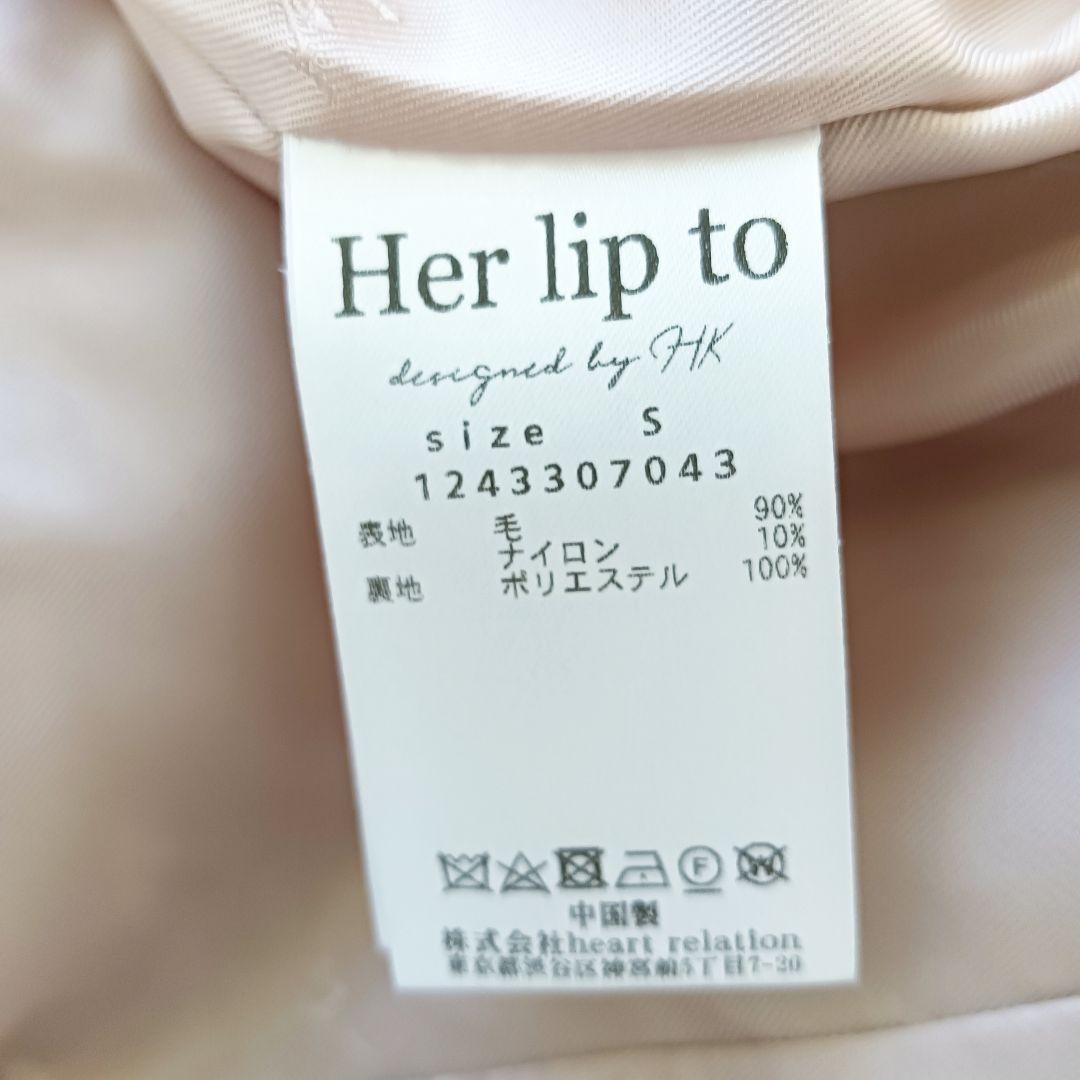 Her lip to
designed by HK
size S
1243307043
表地 毛 90%
ナイロン 10%
裏地 ポリエステル 100%
F W
中国製
株式会社heart relation
東京都渋谷区神宮前5丁目7-20